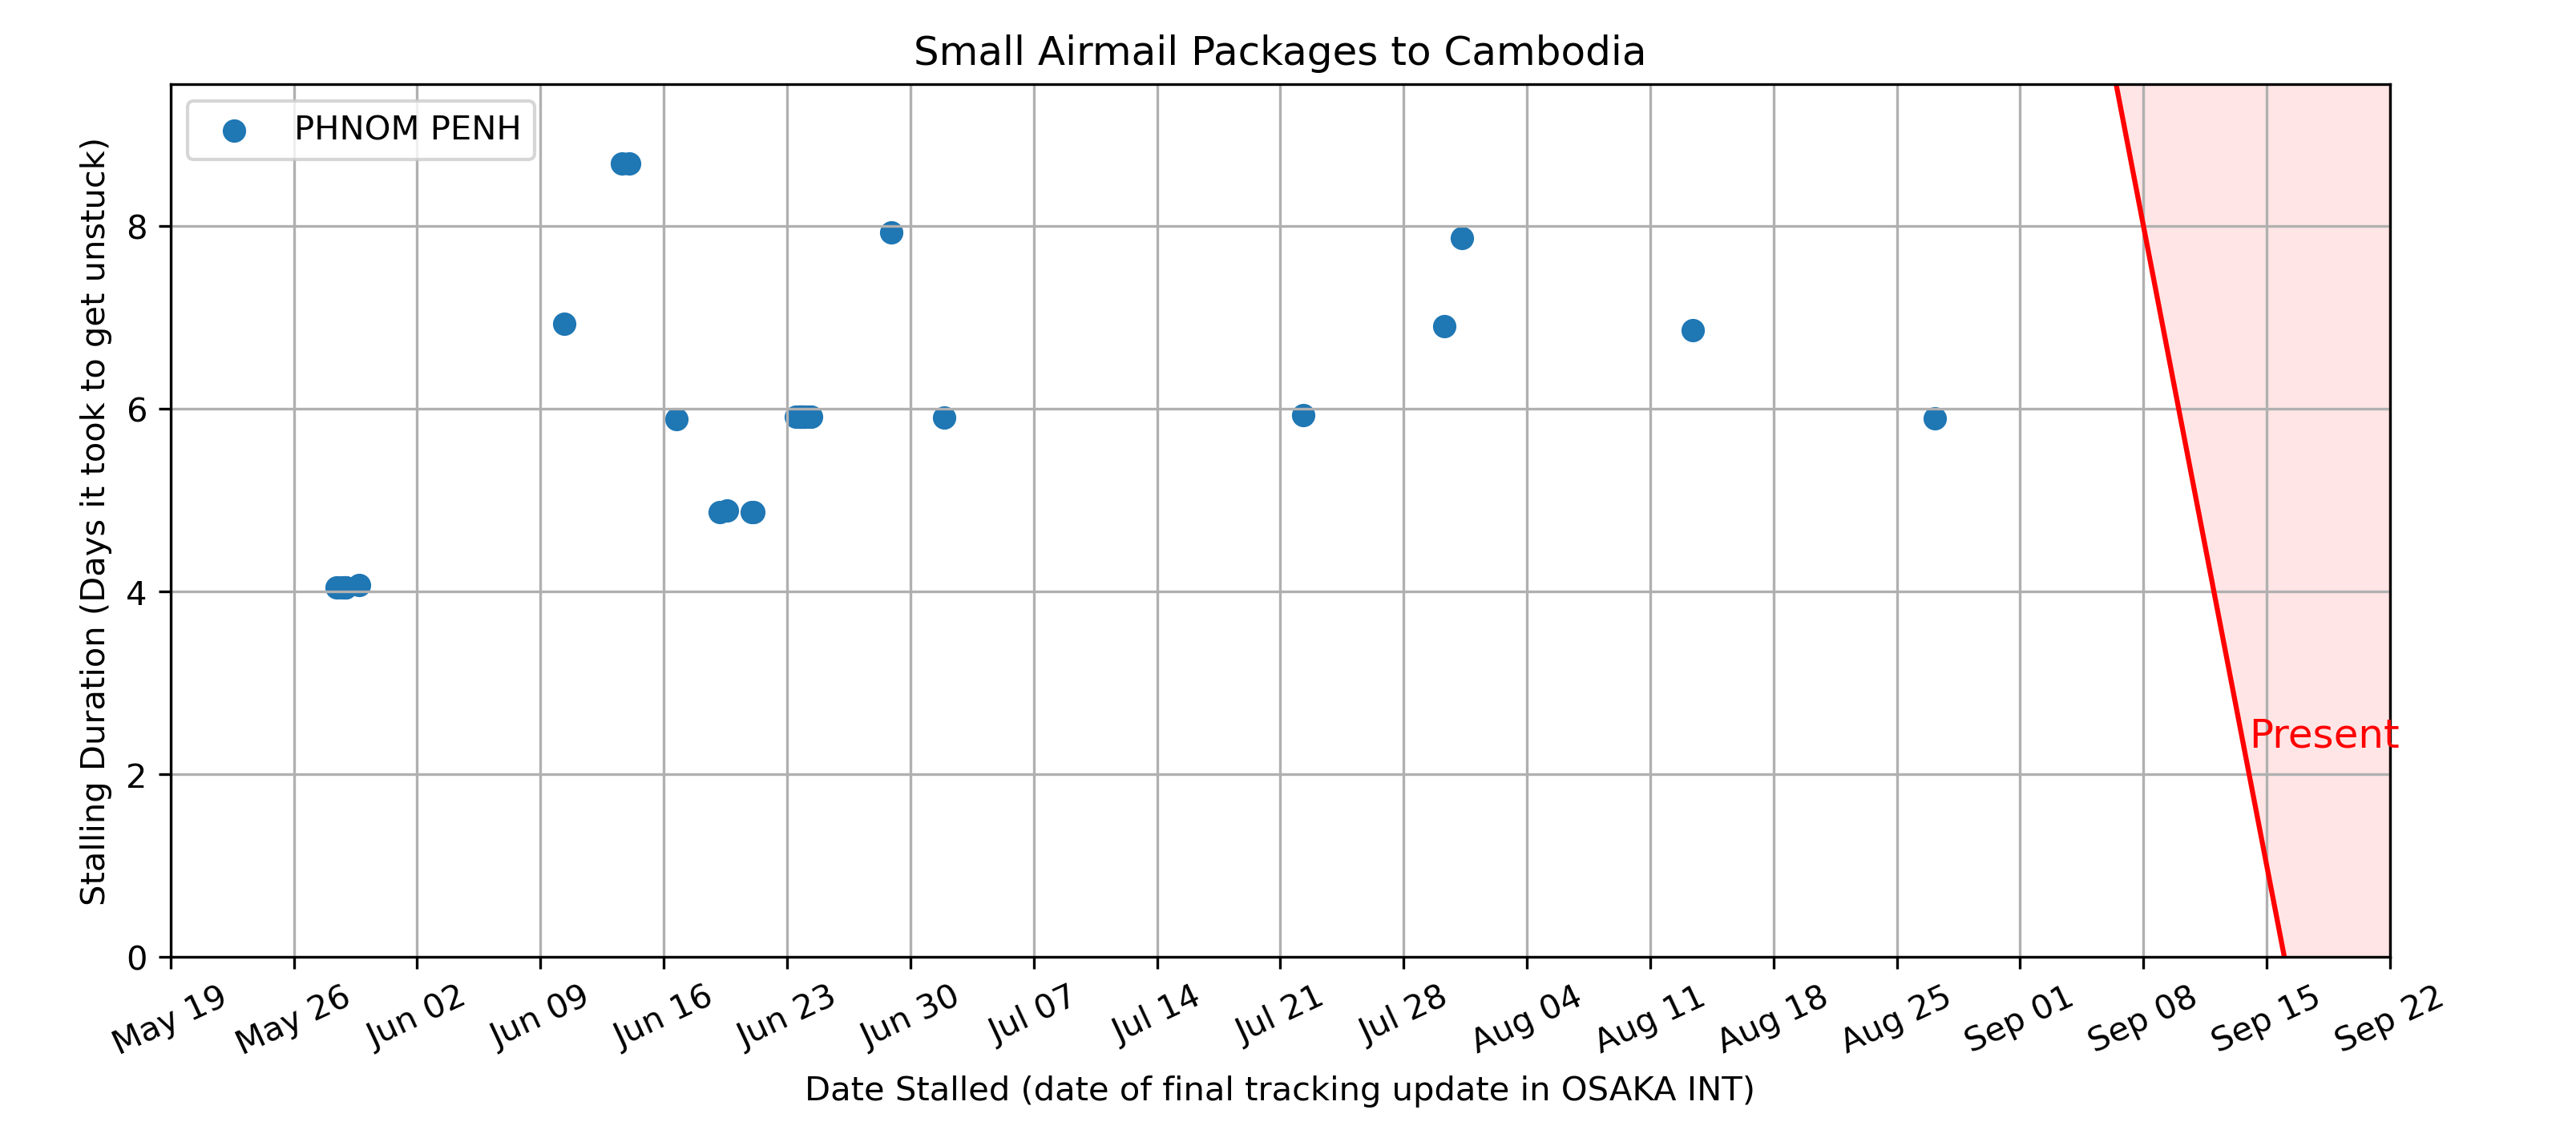 Small Airmail Packages to Cambodia
PHNOM PENH
Stalling Duration (Days it took to get unstuck)
8
6
4
2
0
Present
May 19
May 26
Jun 02
Jun 09
Jun 16
Jun 23
Jun 30
Jul 07
Jul 14
Jul 21
Jul 28
Aug 04
Aug 11
Aug 18
Aug 25
Sep 01
Sep 08
Sep 15
Sep 22
Date Stalled (date of final tracking update in OSAKA INT)